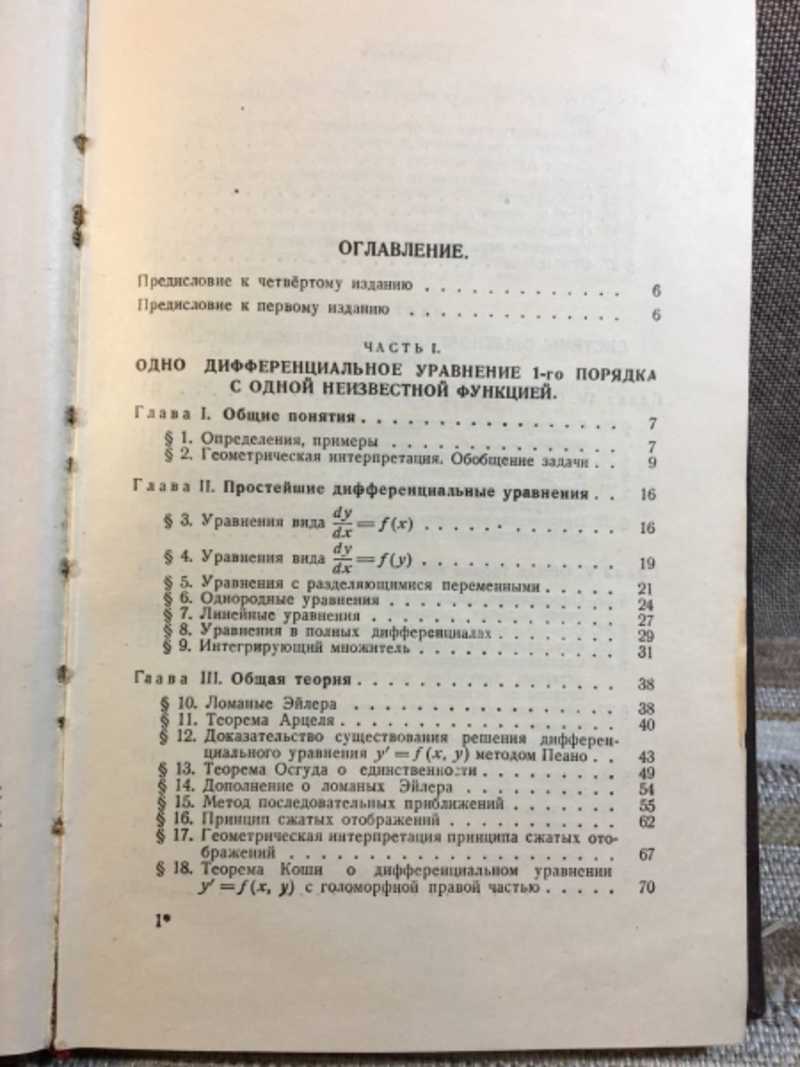 ОГЛАВЛЕНИЕ.
Предисловие к четвёртому изданию . . . . . . . . . . . . . 6
Предисловие к первому изданию . . . . . . . . . . . . . . 6
ЧАСТЬ I.
ОДНО ДИФФЕРЕНЦИАЛЬНОЕ УРАВНЕНИЕ 1-го ПОРЯДКА
С ОДНОЙ НЕИЗВЕСТНОЙ ФУНКЦИЕЙ.
Глава I. Общие понятия . . . . . . . . . . . . . . . . . 7
§ 1. Определения, примеры . . . . . . . . . . . . . . 7
§ 2. Геометрическая интерпретация. Обобщение задачи . . 9
Глава II. Простейшие дифференциальные уравнения . . 16
§ 3. Уравнения вида dy/dx = f(x) . . . . . . . . . . . . 16
§ 4. Уравнения вида dy/dx = f(y) . . . . . . . . . . . . 19
§ 5. Уравнения с разделяющимися переменными . . . . . 21
§ 6. Однородные уравнения . . . . . . . . . . . . . . 24
§ 7. Линейные уравнения . . . . . . . . . . . . . . . 27
§ 8. Уравнения в полных дифференциалах . . . . . . . . 29
§ 9. Интегрирующий множитель . . . . . . . . . . . . 31
Глава III. Общая теория . . . . . . . . . . . . . . . . . 38
§ 10. Ломаные Эйлера . . . . . . . . . . . . . . . . 38
§ 11. Теорема Арцеля . . . . . . . . . . . . . . . . . 40
§ 12. Доказательство существования решения дифферен-
циального уравнения y′ = f (x, y) методом Пеано . . 43
§ 13. Теорема Осгуда о единственности . . . . . . . . . 49
§ 14. Дополнение о ломаных Эйлера . . . . . . . . . . 54
§ 15. Метод последовательных приближений . . . . . . . 55
§ 16. Принцип сжатых отображений . . . . . . . . . . . 62
§ 17. Геометрическая интерпретация принципа сжатых ото-
бражений . . . . . . . . . . . . . . . . . . . . 67
§ 18. Теорема Коши о дифференциальном уравнении
y′ = f (x, y) с голоморфной правой частью . . . . . 70
1*